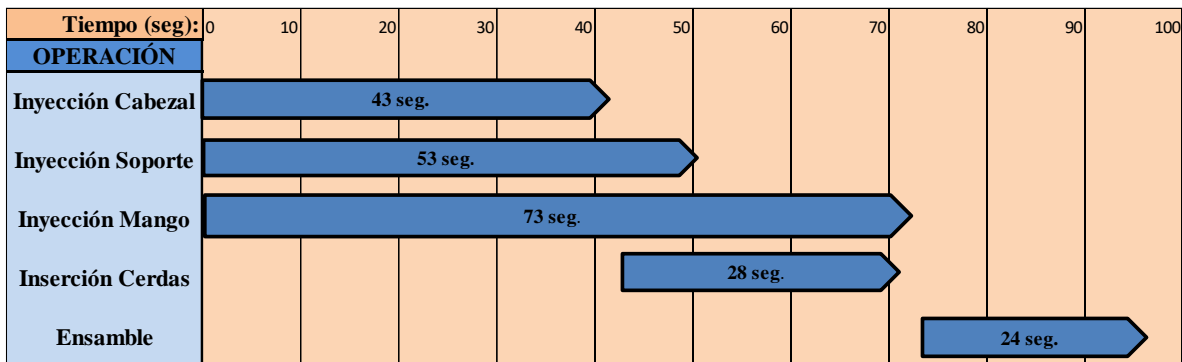 Tiempo (seg): 0 10 20 30 40 50 60 70 80 90 100
OPERACIÓN
Inyección Cabezal 43 seg.
Inyección Soporte 53 seg.
Inyección Mango 73 seg.
Inserción Cerdas 28 seg.
Ensamble 24 seg.